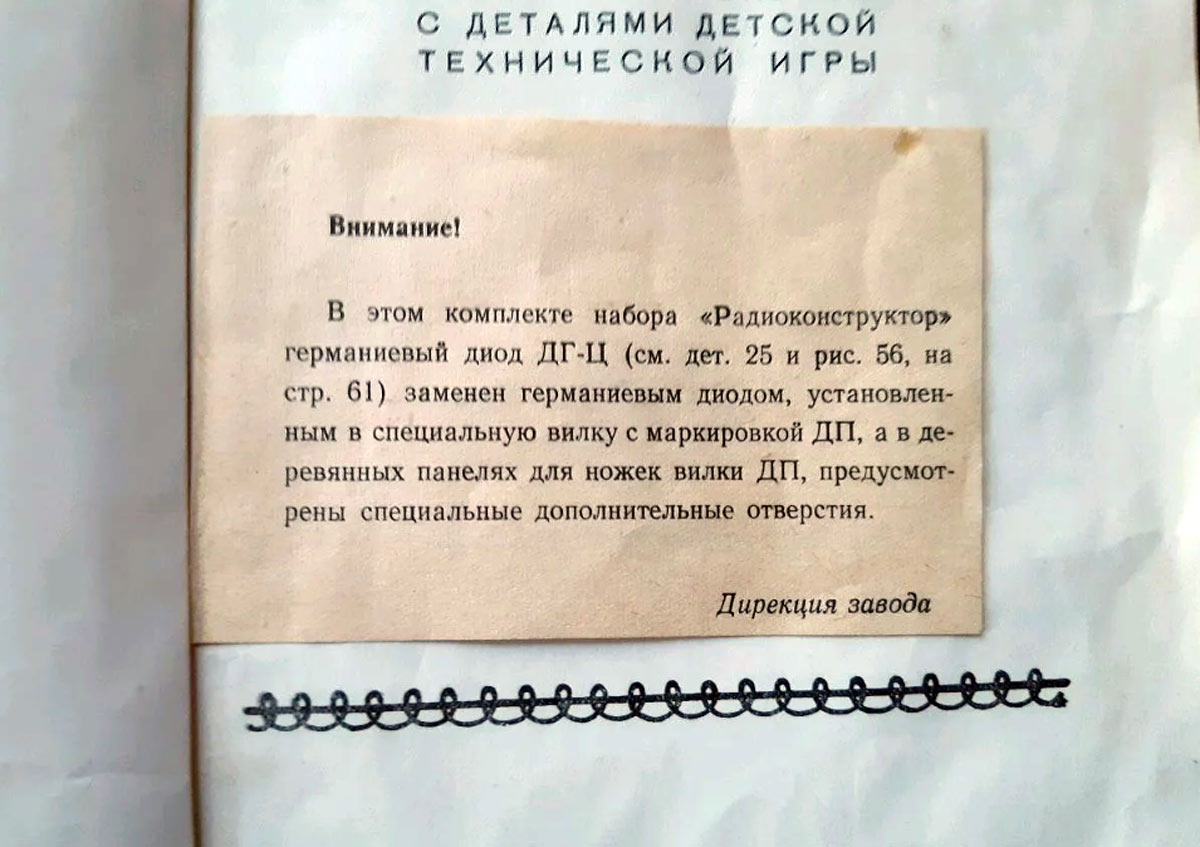 С ДЕТАЛЯМИ ДЕТСКОЙ
ТЕХНИЧЕСКОЙ ИГРЫ
Внимание!
В этом комплекте набора «Радиоконструктор»
германиевый диод ДГ-Ц (см. дет. 25 и рис. 56, на
стр. 61) заменен германиевым диодом, установлен-
ным в специальную вилку с маркировкой ДП, а в де-
ревянных панелях для ножек вилки ДП, предусмот-
рены специальные дополнительные отверстия.
Дирекция завода